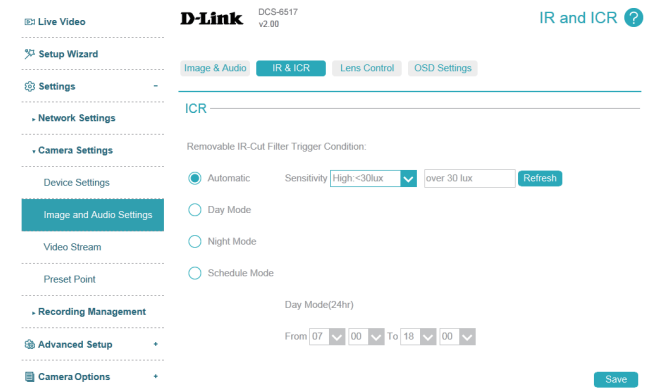 Live Video
D-Link DCS-6517
v2.00
IR and ICR ?
Setup Wizard
Settings -
Image & Audio IR & ICR Lens Control OSD Settings
ICR
Network Settings
Camera Settings
Removable IR-Cut Filter Trigger Condition:
Device Settings
Automatic Sensitivity High:<30lux over 30 lux Refresh
Image and Audio Settings
Day Mode
Video Stream
Night Mode
Preset Point
Schedule Mode
Recording Management
Day Mode(24hr)
Advanced Setup +
From 07 00 To 18 00
Camera Options +
Save